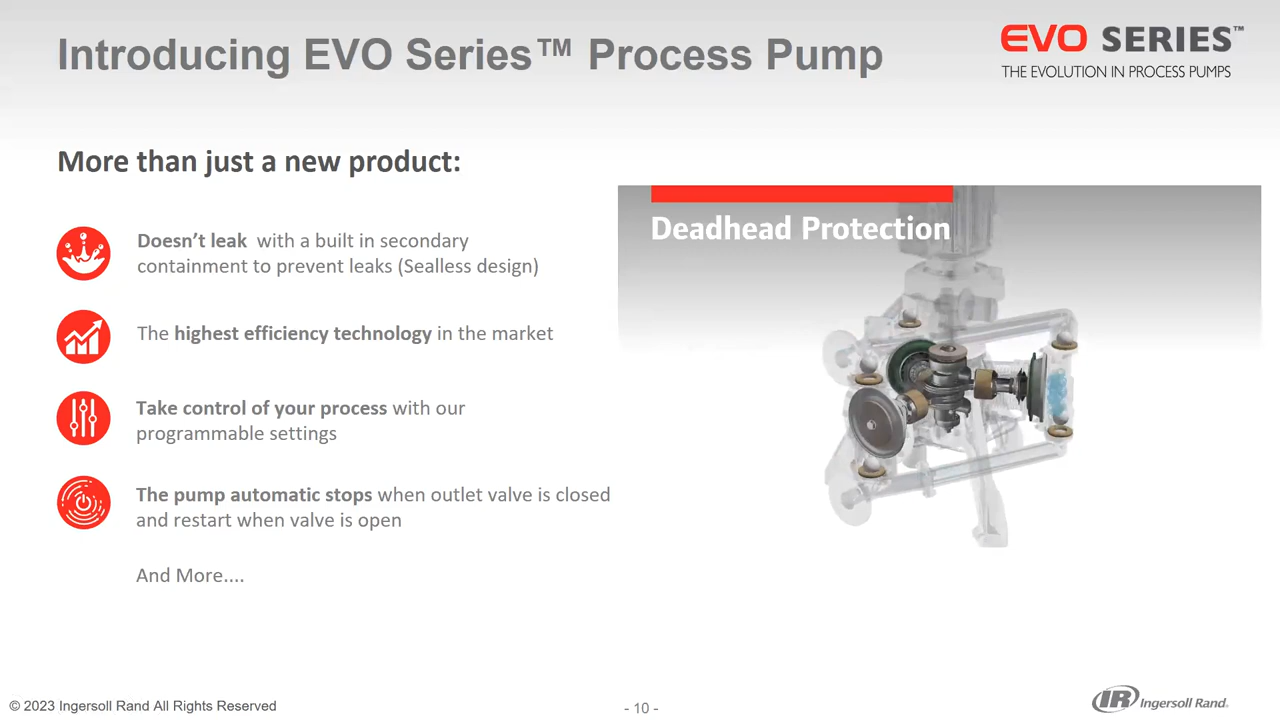 Introducing EVO Series™ Process Pump
EVO SERIES™
THE EVOLUTION IN PROCESS PUMPS
More than just a new product:
Doesn't leak with a built in secondary
containment to prevent leaks (Sealless design)
The highest efficiency technology in the market
Take control of your process with our
programmable settings
The pump automatic stops when outlet valve is closed
and restart when valve is open
And More....
Deadhead Protection
© 2023 Ingersoll Rand All Rights Reserved
- 10 -
IR Ingersoll Rand.